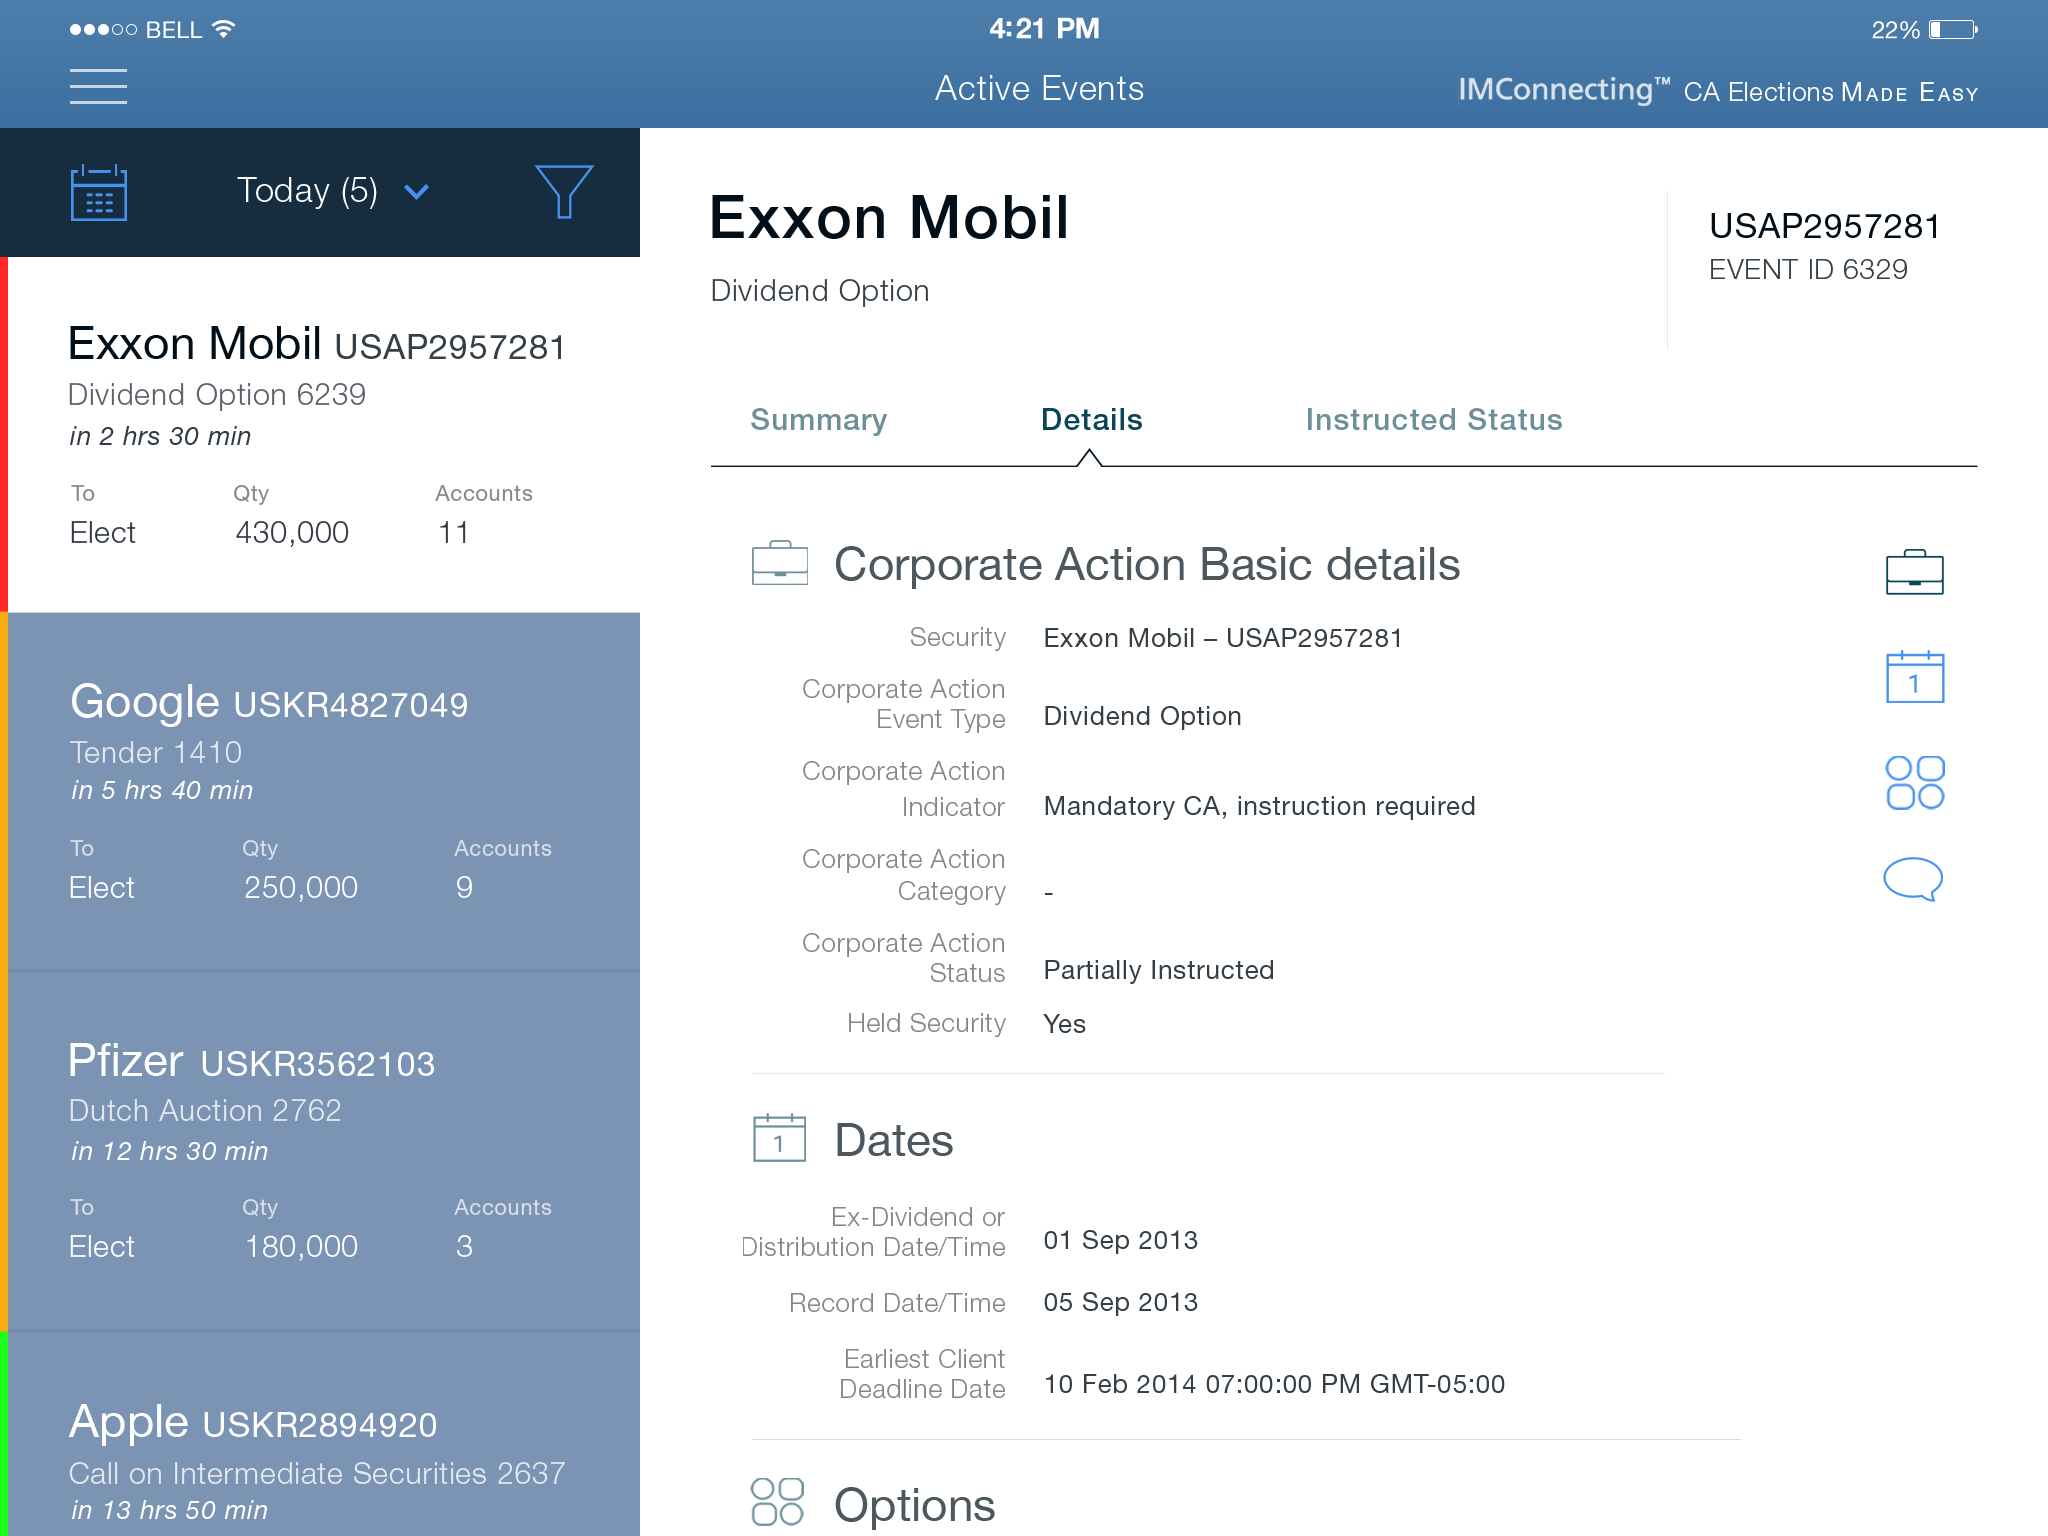 BELL
4:21 PM
22%
Active Events
IMConnecting™ CA Elections MADE EASY
Today (5)
Exxon Mobil USAP2957281
Dividend Option 6239
in 2 hrs 30 min
To Qty Accounts
Elect 430,000 11
Google USKR4827049
Tender 1410
in 5 hrs 40 min
To Qty Accounts
Elect 250,000 9
Pfizer USKR3562103
Dutch Auction 2762
in 12 hrs 30 min
To Qty Accounts
Elect 180,000 3
Apple USKR2894920
Call on Intermediate Securities 2637
in 13 hrs 50 min
Exxon Mobil
Dividend Option
USAP2957281
EVENT ID 6329
Summary Details Instructed Status
Corporate Action Basic details
Security Exxon Mobil – USAP2957281
Corporate Action
Event Type Dividend Option
Corporate Action
Indicator Mandatory CA, instruction required
Corporate Action
Category -
Corporate Action
Status Partially Instructed
Held Security Yes
1
1 Dates
Ex-Dividend or
Distribution Date/Time 01 Sep 2013
Record Date/Time 05 Sep 2013
Earliest Client
Deadline Date 10 Feb 2014 07:00:00 PM GMT-05:00
Options